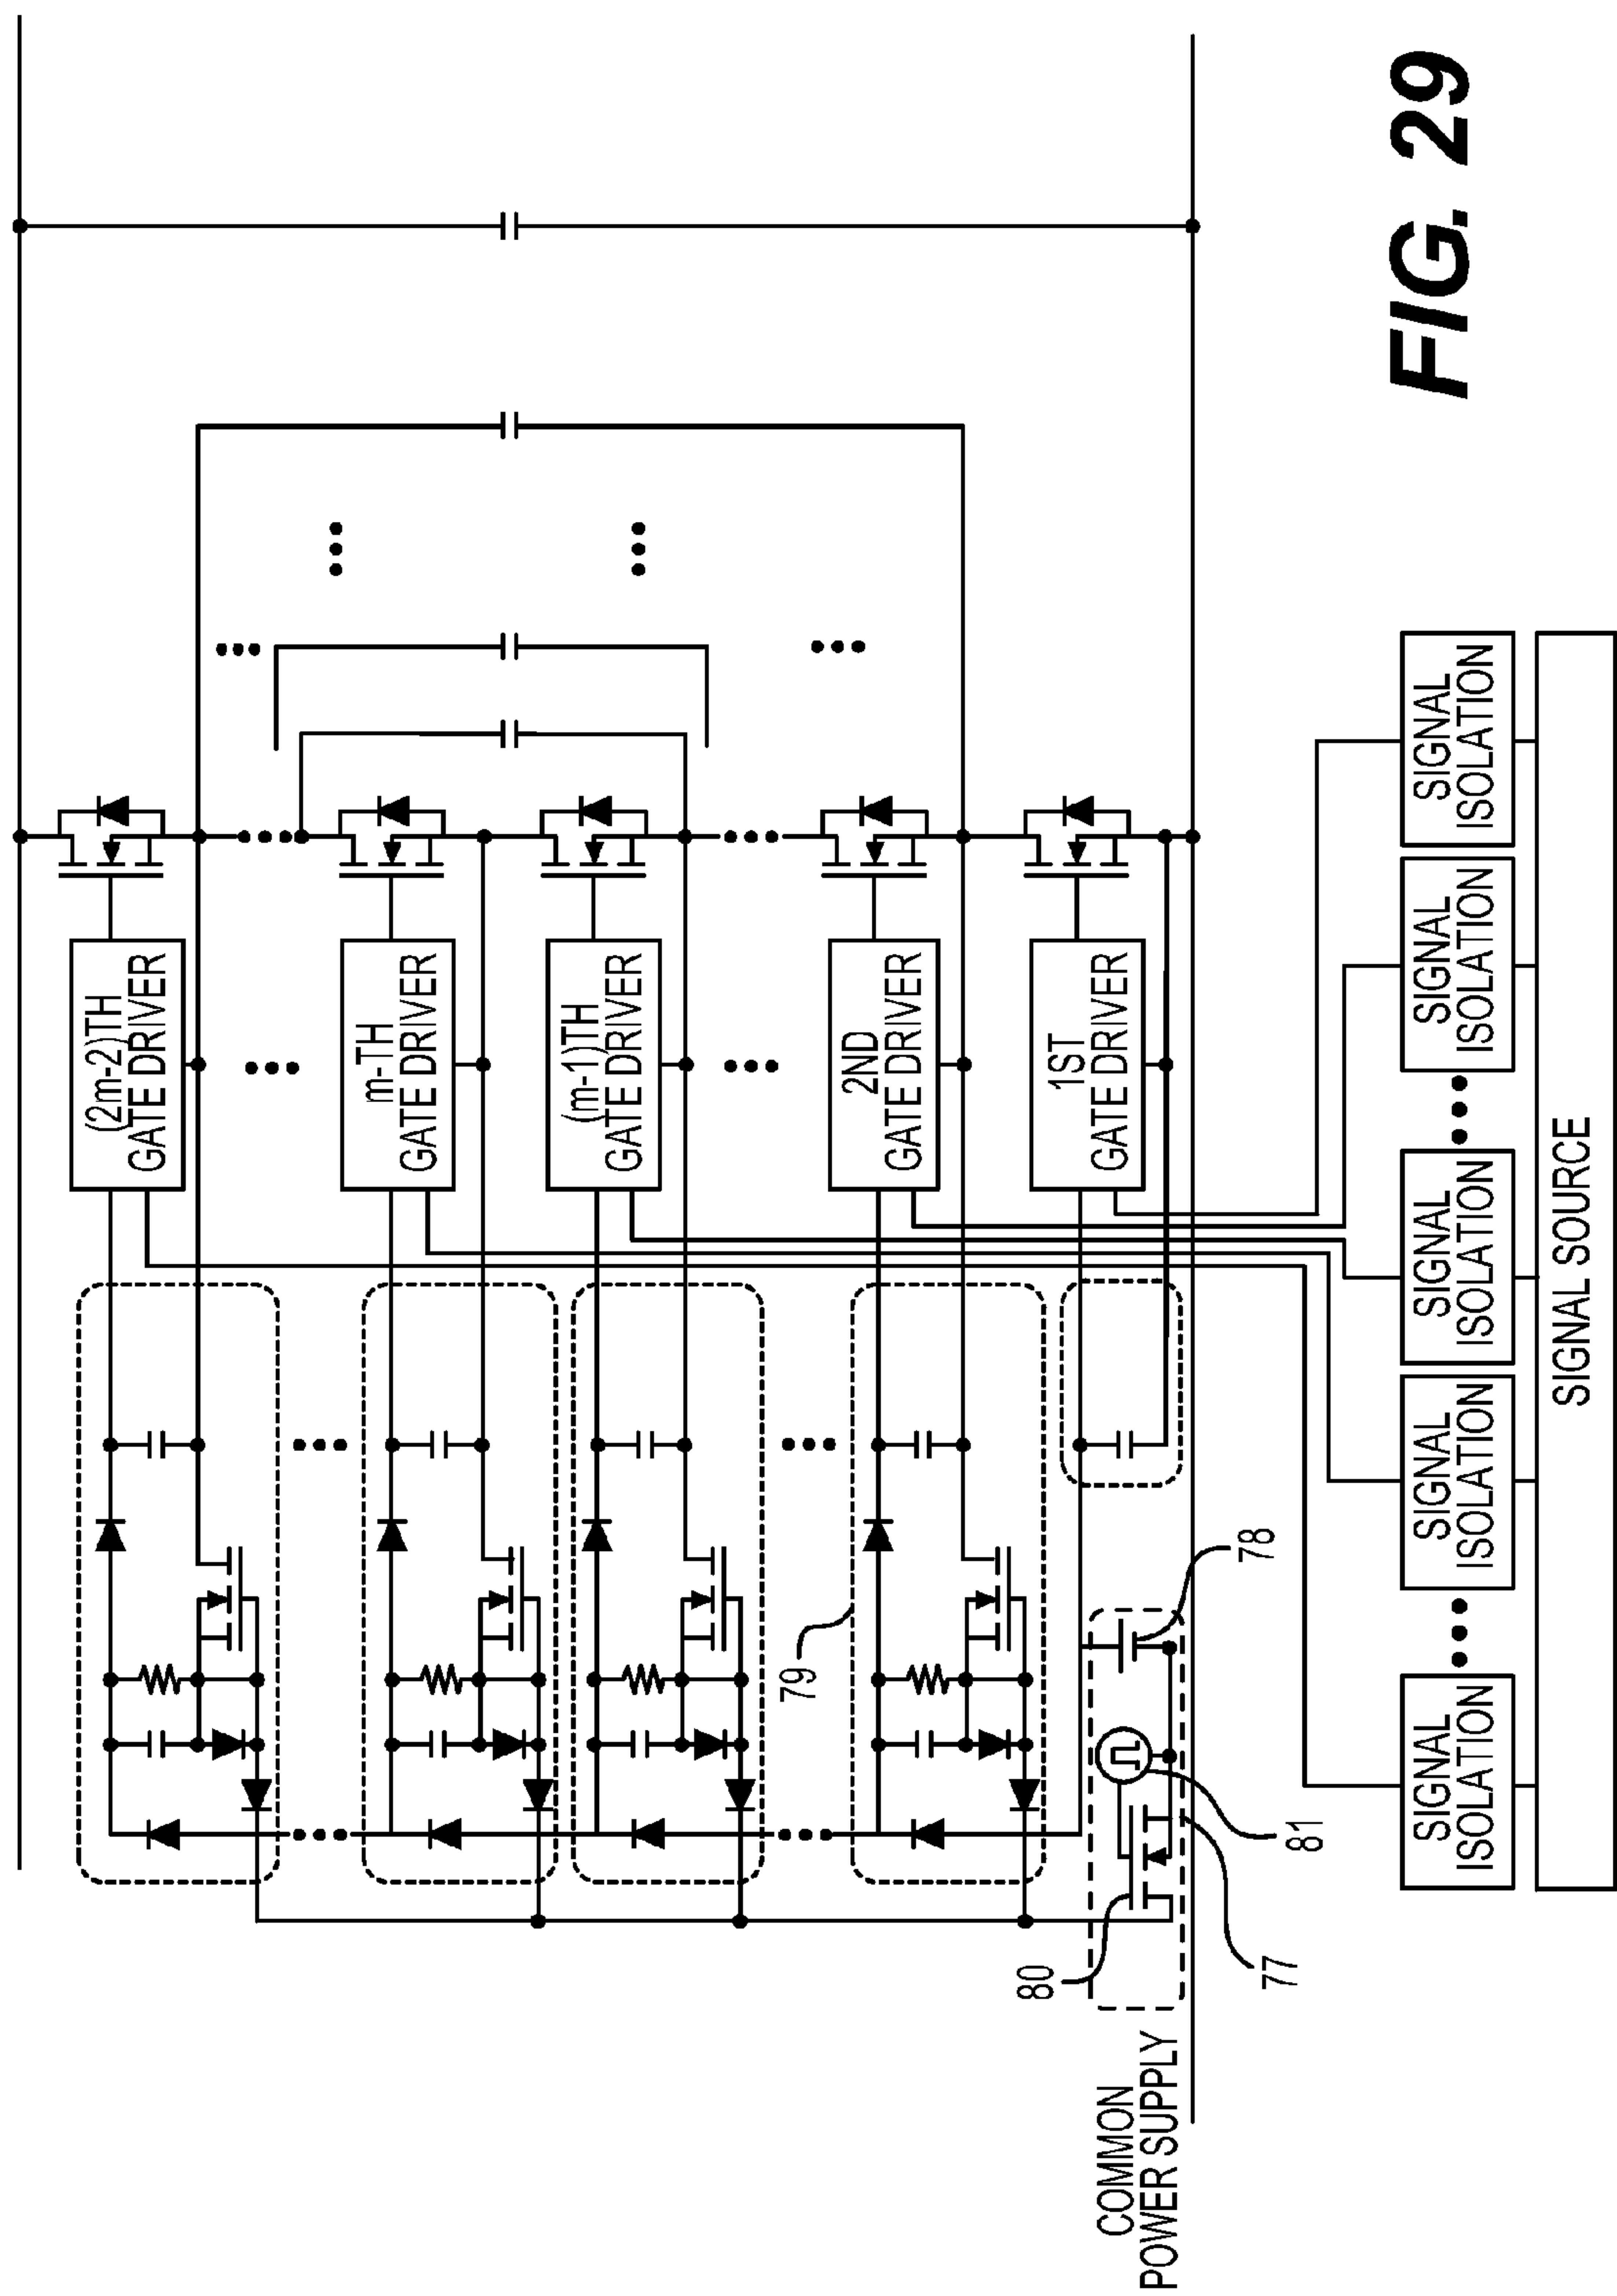 (2m-2)TH
GATE DRIVER
m-TH
GATE DRIVER
(m-1)TH
GATE DRIVER
2ND
GATE DRIVER
1ST
GATE DRIVER
79
78
80
81
77
COMMON
POWER SUPPLY
SIGNAL
ISOLATION
SIGNAL
ISOLATION
SIGNAL
ISOLATION
SIGNAL
ISOLATION
SIGNAL
ISOLATION
SIGNAL SOURCE
FIG. 29